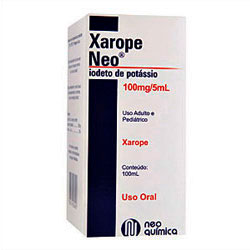 Xarope
Neo®
iodeto de potássio
100mg/5mL
Uso Adulto e
Pediátrico
Xarope
Conteúdo:
100mL
Uso Oral
neo
química